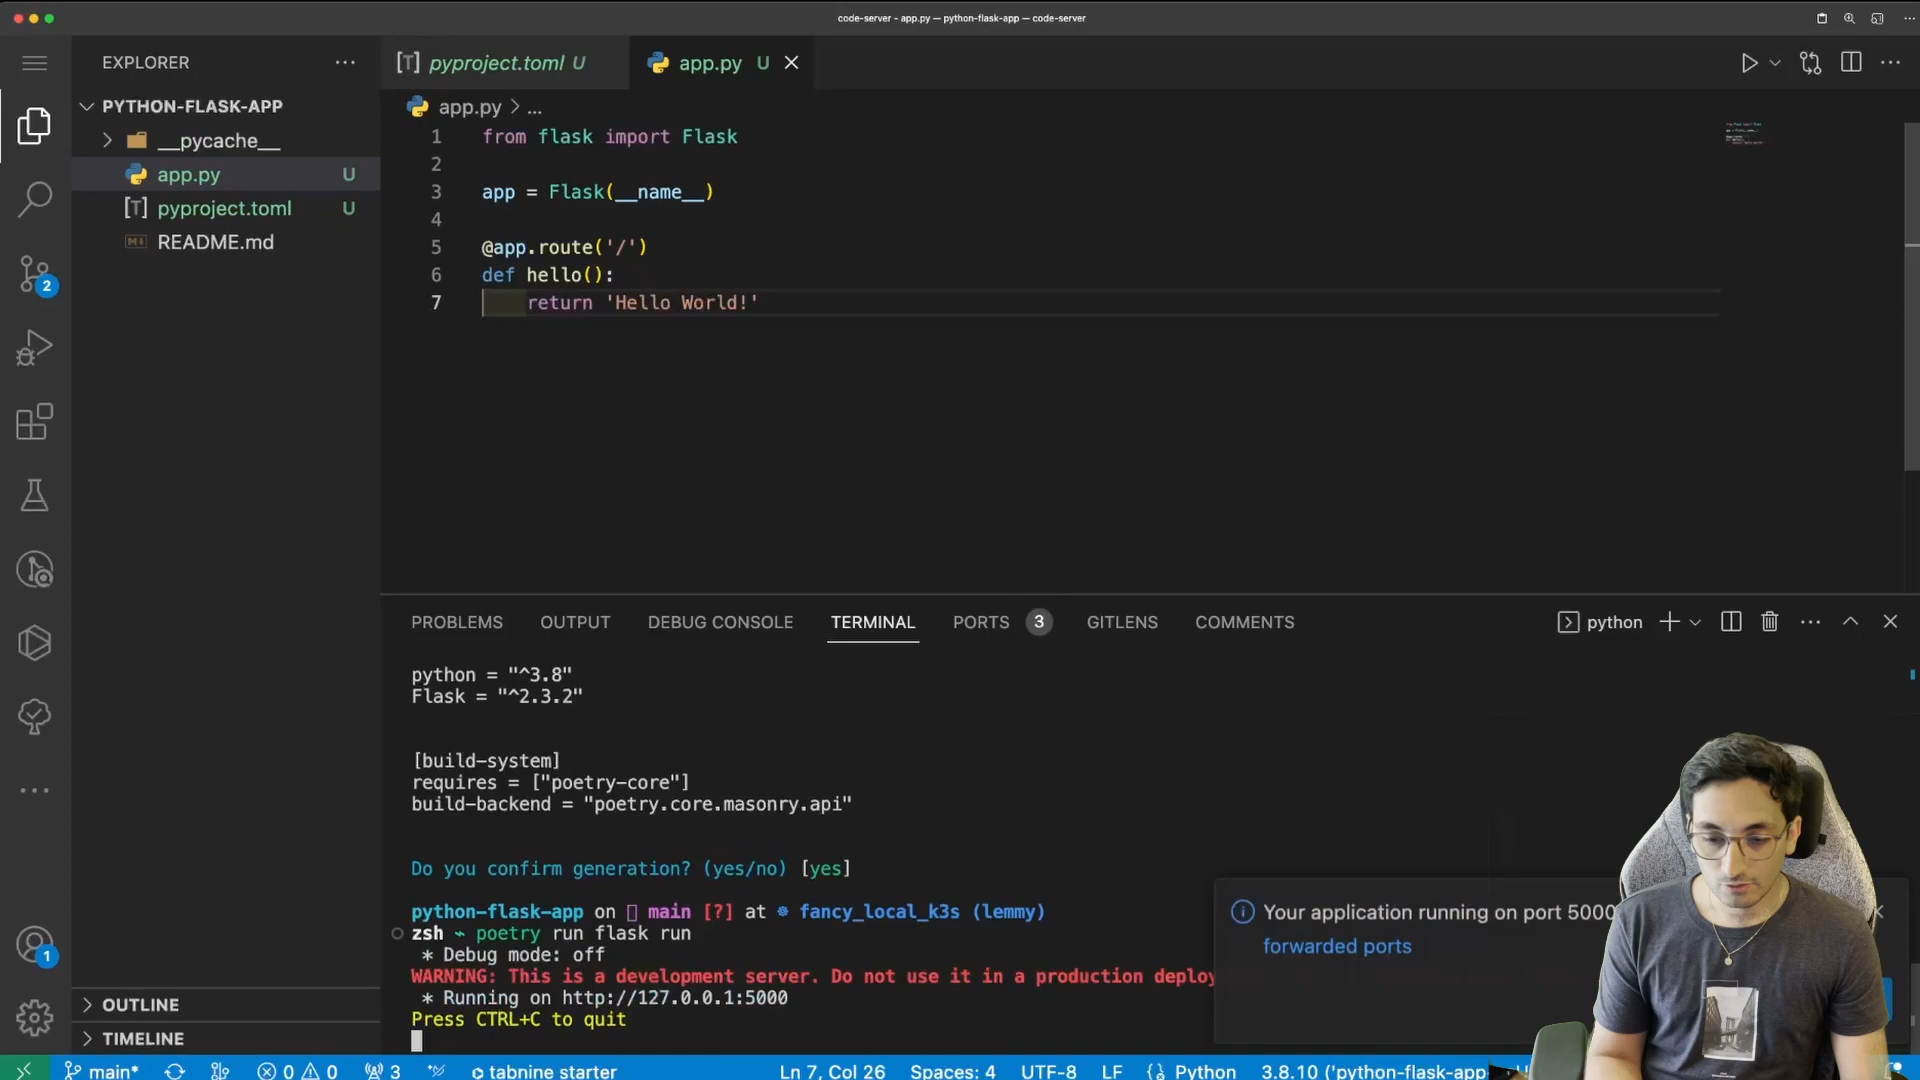 code-server - app.py — python-flask-app — code-server
EXPLORER
PYTHON-FLASK-APP
__pycache__
app.py U
pyproject.toml U
README.md
OUTLINE
TIMELINE
2
1
[T] pyproject.toml U
app.py U
app.py > ...
1 from flask import Flask
2
3 app = Flask(__name__)
4
5 @app.route('/')
6 def hello():
7 return 'Hello World!'
PROBLEMS OUTPUT DEBUG CONSOLE TERMINAL PORTS 3 GITLENS COMMENTS
python
python = "^3.8"
Flask = "^2.3.2"
[build-system]
requires = ["poetry-core"]
build-backend = "poetry.core.masonry.api"
Do you confirm generation? (yes/no) [yes]
python-flask-app on main [?] at ⎈ fancy_local_k3s (lemmy)
zsh poetry run flask run
* Debug mode: off
WARNING: This is a development server. Do not use it in a production deploy
* Running on http://127.0.0.1:5000
Press CTRL+C to quit
Your application running on port 5000
forwarded ports
main* 0 0 3 tabnine starter Ln 7, Col 26 Spaces: 4 UTF-8 LF Python 3.8.10 ('python-flask-app-